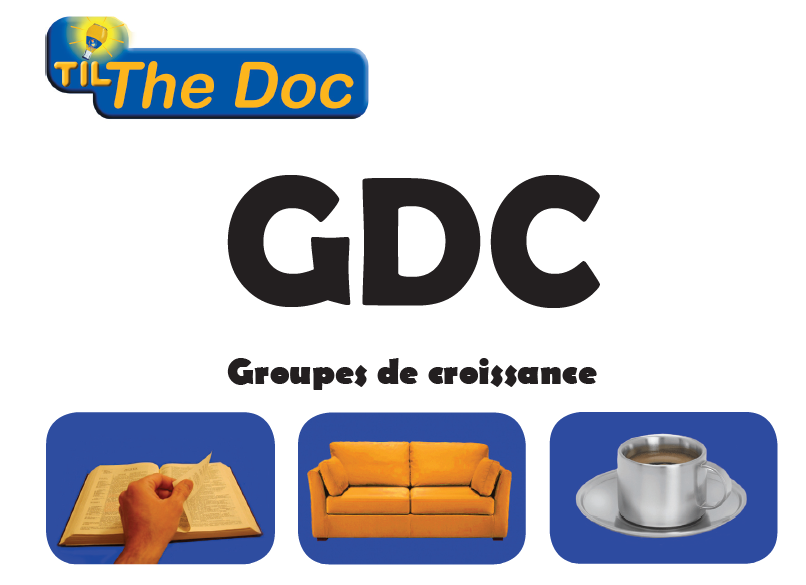 TIL The Doc
GDC
Groupes de croissance